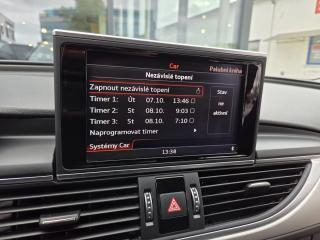 Car
Nezávislé topení
Palubní kniha
Zapnout nezávislé topení
Timer 1: Út 07.10. 13:46
Timer 2: St 08.10. 9:03
Timer 3: St 08.10. 7:10
Naprogramovat timer
Stav
ne
aktivní
Systémy Car
13:38